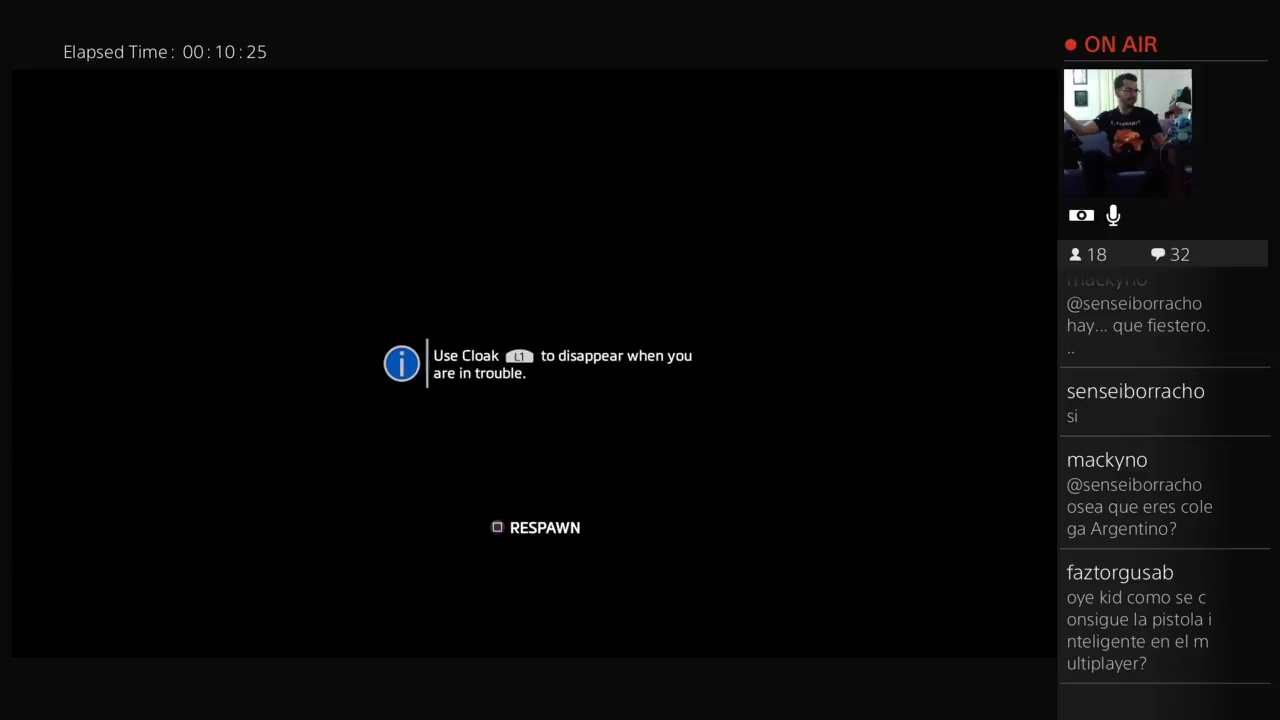 Elapsed Time: 00:10:25
ON AIR
18 32
mackyno
@senseiborracho
hay... que fiestero.
..
senseiborracho
si
mackyno
@senseiborracho
osea que eres cole
ga Argentino?
faztorgusab
oye kid como se c
onsigue la pistola i
nteligente en el m
ultiplayer?
Use Cloak L1 to disappear when you
are in trouble.
RESPAWN